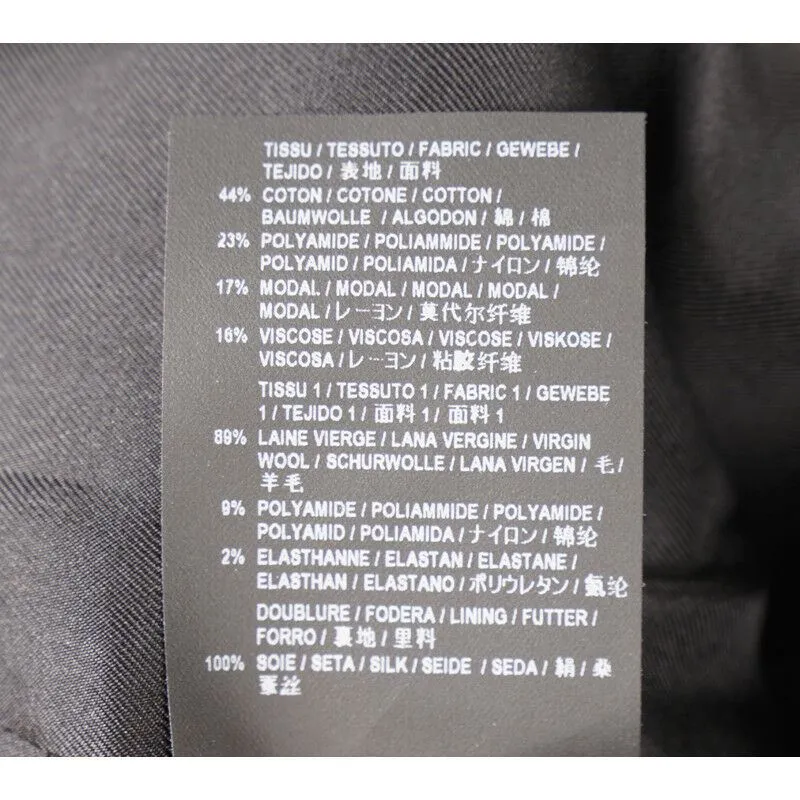 TISSU / TESSUTO / FABRIC / GEWEBE /
TEJIDO / 表地 / 面料
44% COTON / COTONE / COTTON /
BAUMWOLLE / ALGODON / 綿 / 棉
23% POLYAMIDE / POLIAMMIDE / POLYAMIDE /
POLYAMID / POLIAMIDA / ナイロン / 锦纶
17% MODAL / MODAL / MODAL / MODAL /
MODAL / レーヨン / 莫代尔纤维
16% VISCOSE / VISCOSA / VISCOSE / VISKOSE /
VISCOSA / レーヨン / 粘胶纤维
TISSU 1 / TESSUTO 1 / FABRIC 1 / GEWEBE
1 / TEJIDO 1 / 面料 1 / 面料 1
89% LAINE VIERGE / LANA VERGINE / VIRGIN
WOOL / SCHURWOLLE / LANA VIRGEN / 毛 /
羊毛
9% POLYAMIDE / POLIAMMIDE / POLYAMIDE /
POLYAMID / POLIAMIDA / ナイロン / 锦纶
2% ELASTHANNE / ELASTAN / ELASTANE /
ELASTHAN / ELASTANO / ポリウレタン / 氨纶
DOUBLURE / FODERA / LINING / FUTTER /
FORRO / 裏地 / 里料
100% SOIE / SETA / SILK / SEIDE / SEDA / 絹 / 桑